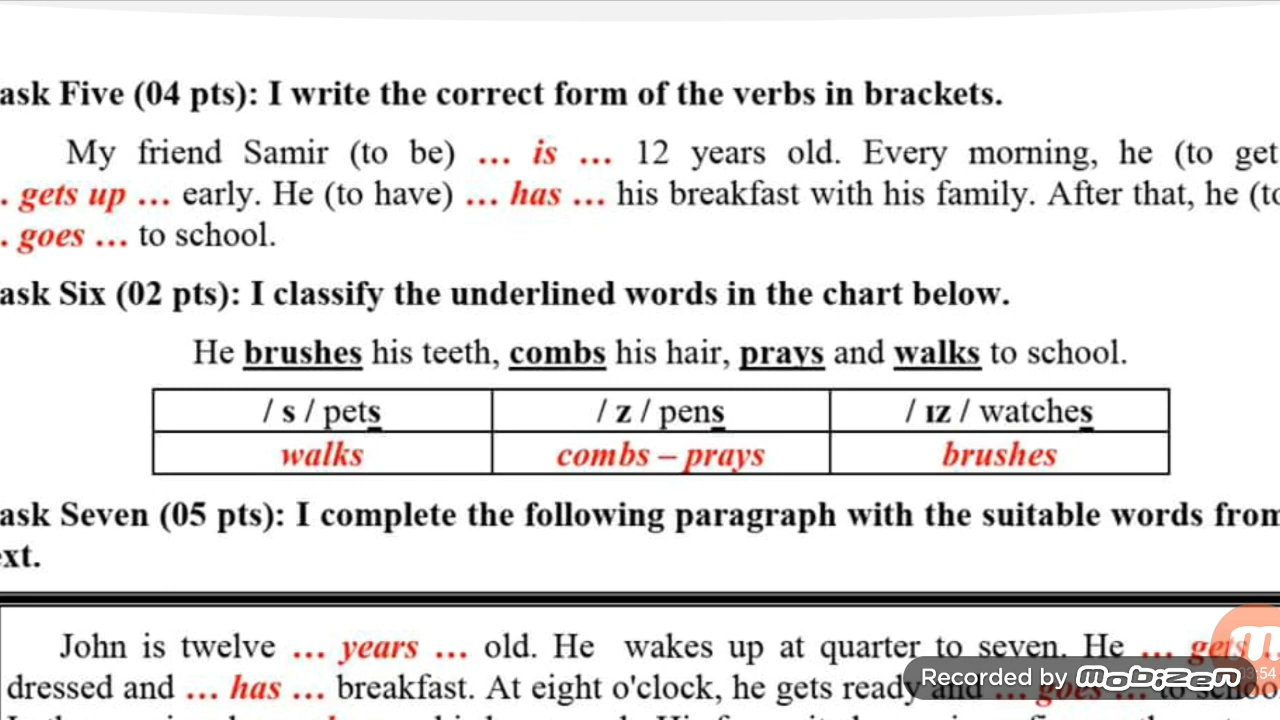 ask Five (04 pts): I write the correct form of the verbs in brackets.
My friend Samir (to be) ... is ... 12 years old. Every morning, he (to get
. gets up ... early. He (to have) ... has ... his breakfast with his family. After that, he (to
. goes ... to school.
ask Six (02 pts): I classify the underlined words in the chart below.
He brushes his teeth, combs his hair, prays and walks to school.
/ s / pets / z / pens / ɪz / watches
walks combs – prays brushes
ask Seven (05 pts): I complete the following paragraph with the suitable words from
ext.
John is twelve ... years ... old. He wakes up at quarter to seven. He ... gets
dressed and ... has ... breakfast. At eight o'clock, he gets ready and ... goes ... to school
Recorded by Mobizen
3:54